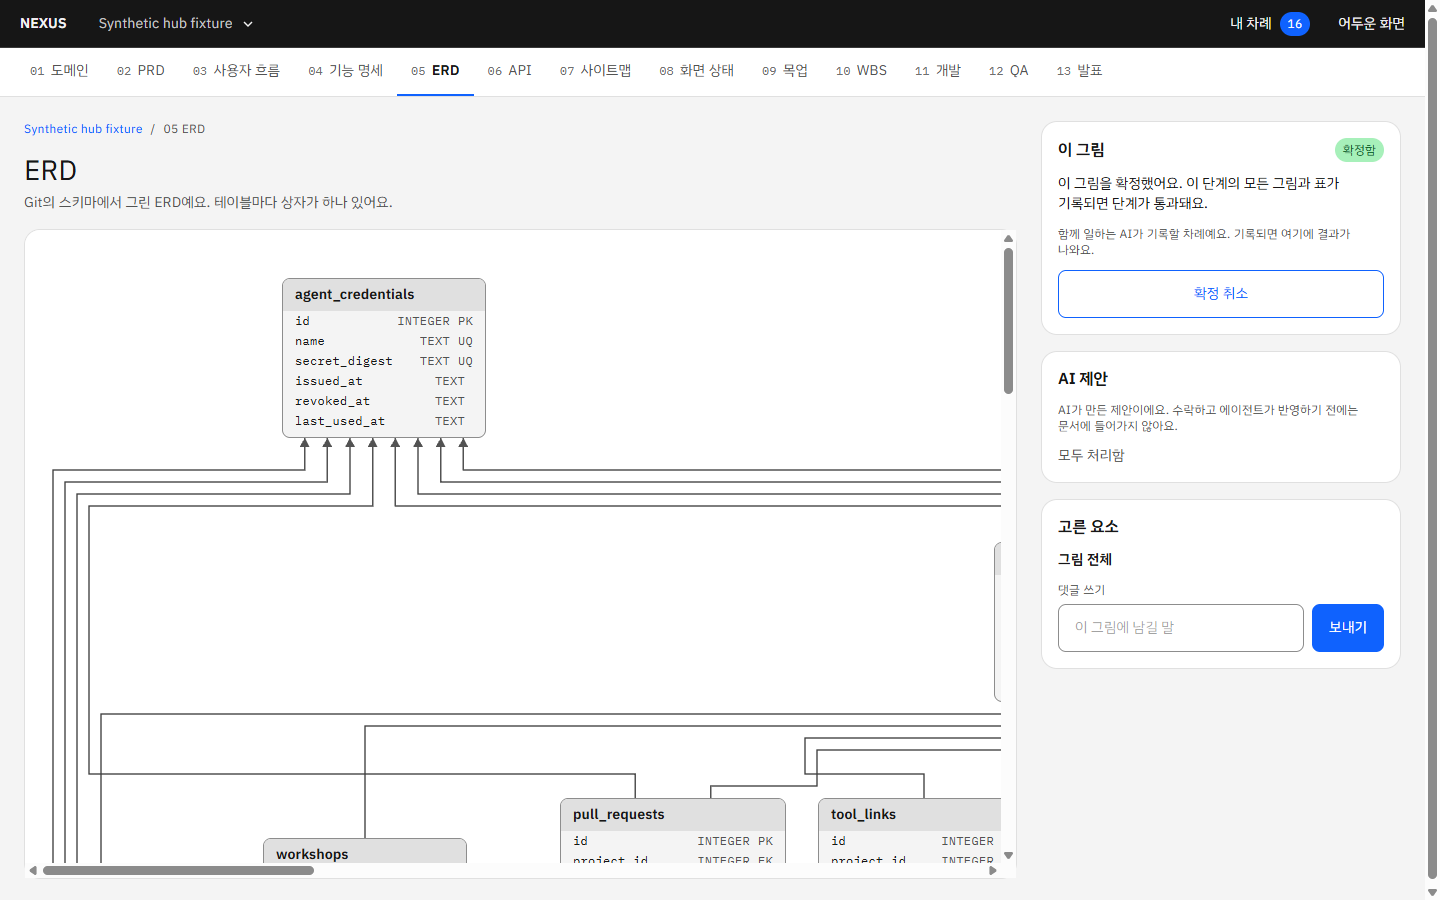 NEXUS
Synthetic hub fixture
내 차례 16
어두운 화면
01 도메인
02 PRD
03 사용자 흐름
04 기능 명세
05 ERD
06 API
07 사이트맵
08 화면 상태
09 목업
10 WBS
11 개발
12 QA
13 발표
Synthetic hub fixture / 05 ERD
ERD
Git의 스키마에서 그린 ERD예요. 테이블마다 상자가 하나 있어요.
agent_credentials
id INTEGER PK
name TEXT UQ
secret_digest TEXT UQ
issued_at TEXT
revoked_at TEXT
last_used_at TEXT
pull_requests
id INTEGER PK
project_id INTEGER FK
tool_links
id INTEGER
project_id INTEGER
workshops
이 그림
확정함
이 그림을 확정했어요. 이 단계의 모든 그림과 표가
기록되면 단계가 통과돼요.
함께 일하는 AI가 기록할 차례예요. 기록되면 여기에 결과가
나와요.
확정 취소
AI 제안
AI가 만든 제안이에요. 수락하고 에이전트가 반영하기 전에는
문서에 들어가지 않아요.
모두 처리함
고른 요소
그림 전체
댓글 쓰기
이 그림에 남길 말
보내기